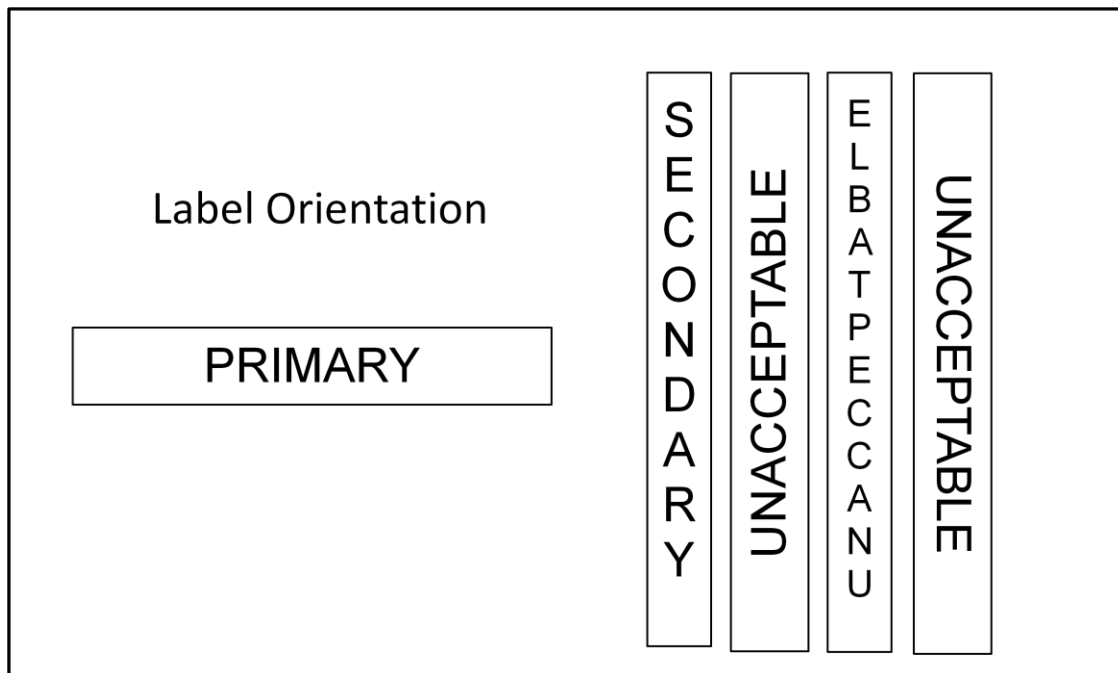 Label Orientation
PRIMARY
SECONDARY
UNACCEPTABLE
ELBATPECCANU
UNACCEPTABLE